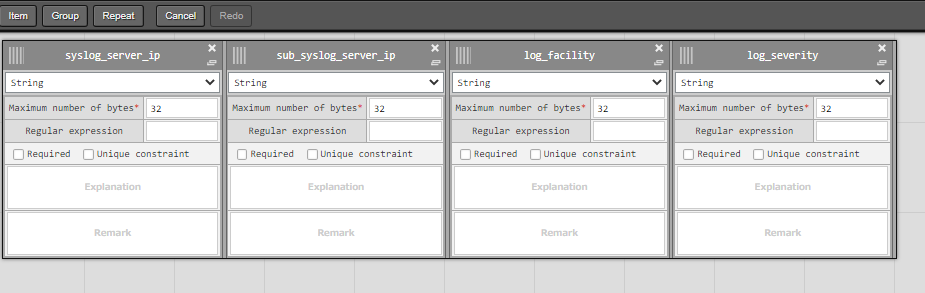 Item Group Repeat Cancel Redo
syslog_server_ip sub_syslog_server_ip log_facility log_severity
String String String String
Maximum number of bytes* 32 Maximum number of bytes* 32 Maximum number of bytes* 32 Maximum number of bytes* 32
Regular expression Regular expression Regular expression Regular expression
Required Unique constraint Required Unique constraint Required Unique constraint Required Unique constraint
Explanation Explanation Explanation Explanation
Remark Remark Remark Remark